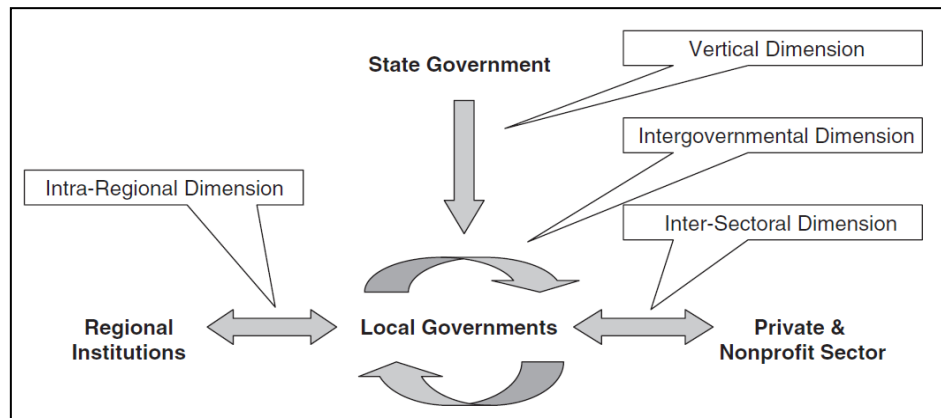 Vertical Dimension
State Government
Intergovernmental Dimension
Intra-Regional Dimension
Inter-Sectoral Dimension
Regional
Institutions
Local Governments
Private &
Nonprofit Sector